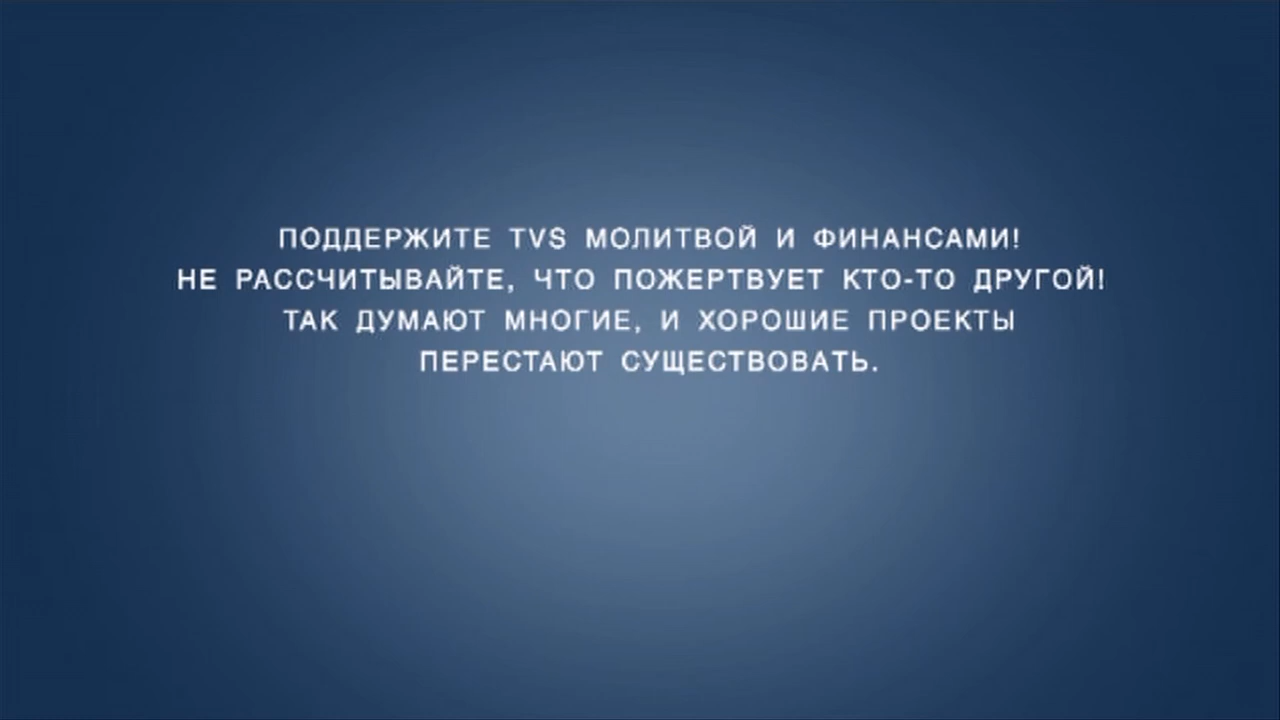 ПОДДЕРЖИТЕ TVS МОЛИТВОЙ И ФИНАНСАМИ!
НЕ РАССЧИТЫВАЙТЕ, ЧТО ПОЖЕРТВУЕТ КТО-ТО ДРУГОЙ!
ТАК ДУМАЮТ МНОГИЕ, И ХОРОШИЕ ПРОЕКТЫ
ПЕРЕСТАЮТ СУЩЕСТВОВАТЬ.